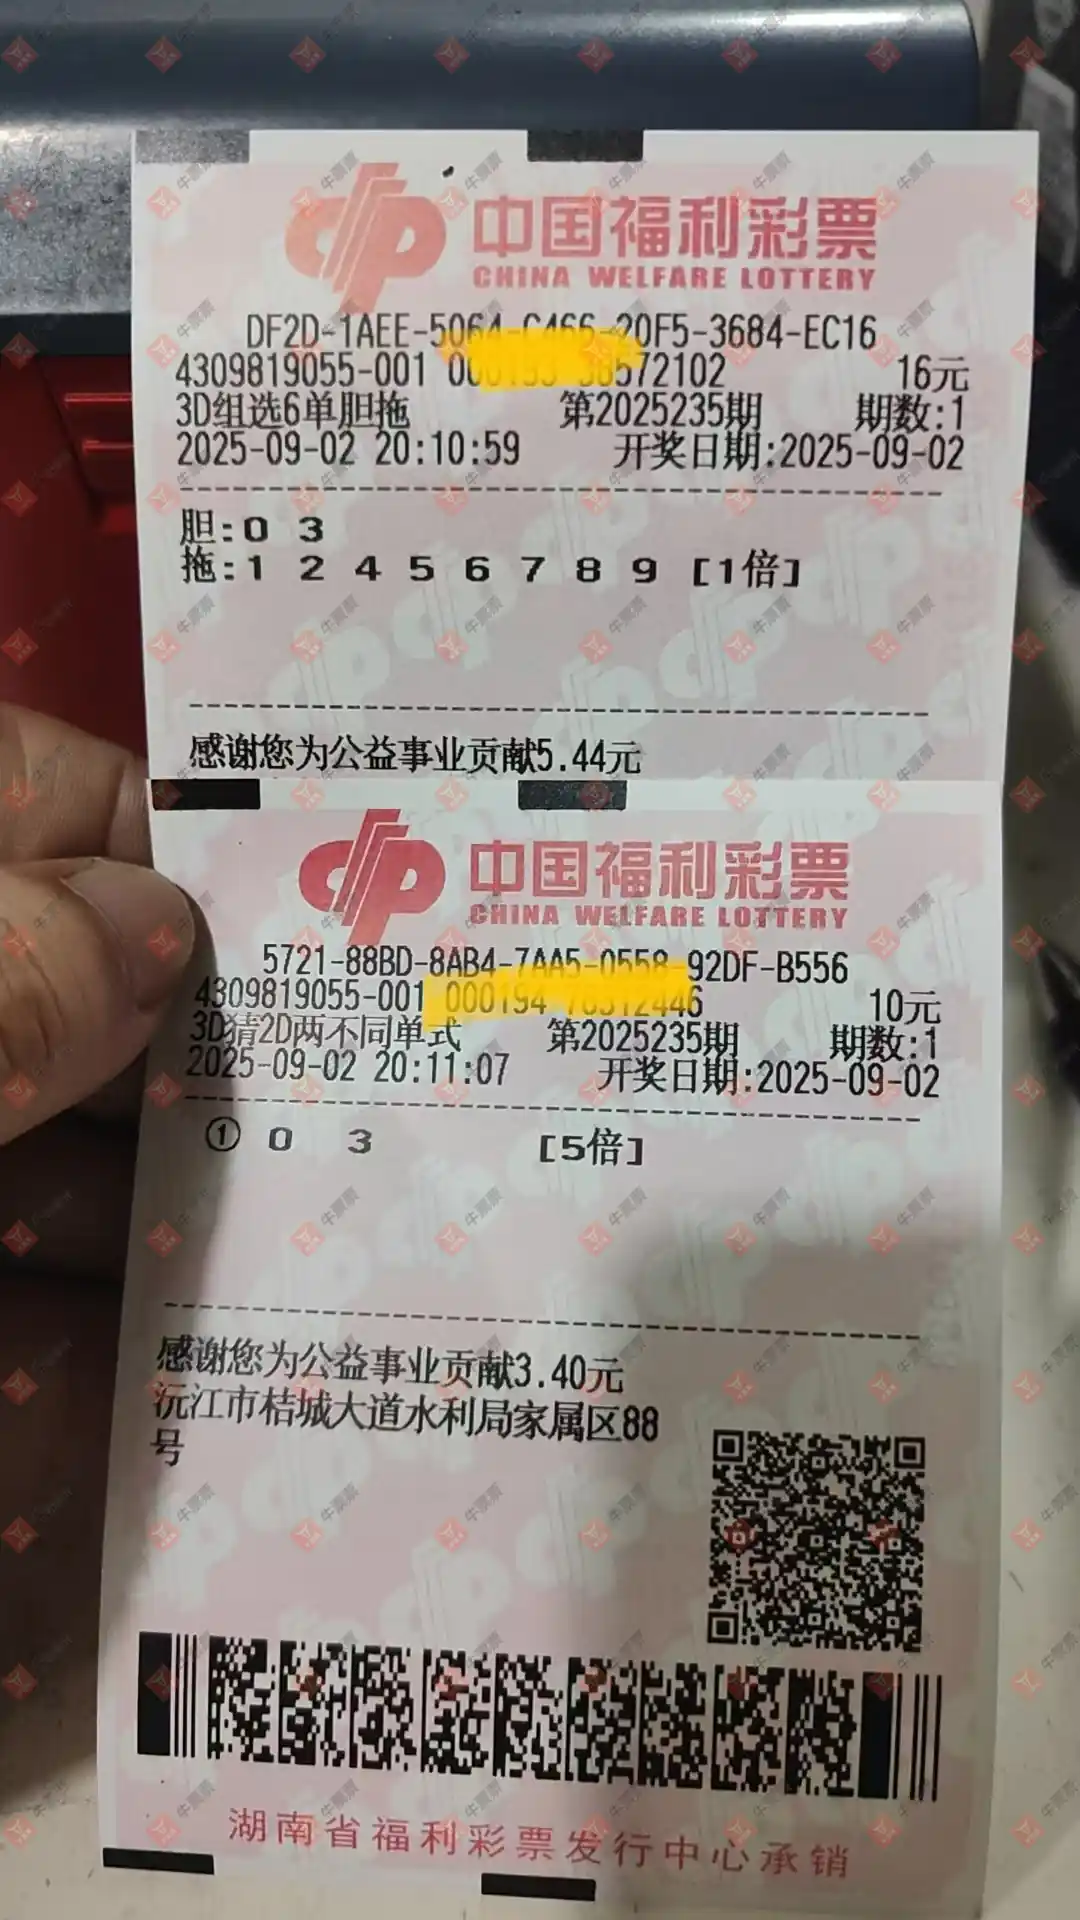 中国福利彩票
CHINA WELFARE LOTTERY
DF2D-1AEE-5064-C466-20F5-3684-EC16
4309819055-001 572102 16元
3D组选6单胆拖 第2025235期 期数:1
2025-09-02 20:10:59 开奖日期:2025-09-02
胆:0 3
拖:1 2 4 5 6 7 8 9 [1倍]
感谢您为公益事业贡献5.44元
中国福利彩票
CHINA WELFARE LOTTERY
5721-88BD-8AB4-7AA5-0558-92DF-B556
4309819055-001 000194 10元
3D猜2D两不同单式 第2025235期 期数:1
2025-09-02 20:11:07 开奖日期:2025-09-02
① 0 3 [5倍]
感谢您为公益事业贡献3.40元
沅江市桔城大道水利局家属区88
号
湖南省福利彩票发行中心承销
牛票票